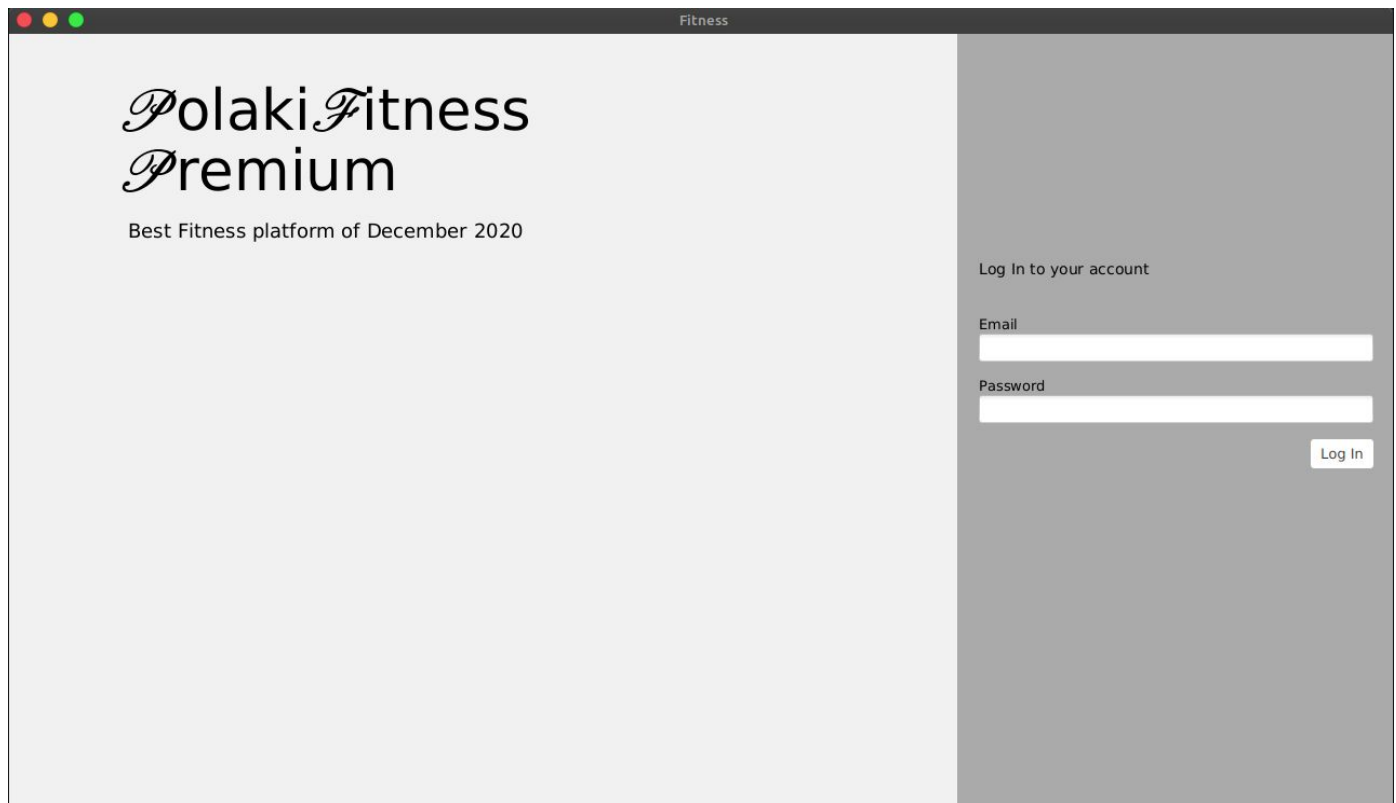 Fitness
𝒫olakiℱitness
𝒫remium
Best Fitness platform of December 2020
Log In to your account
Email
Password
Log In